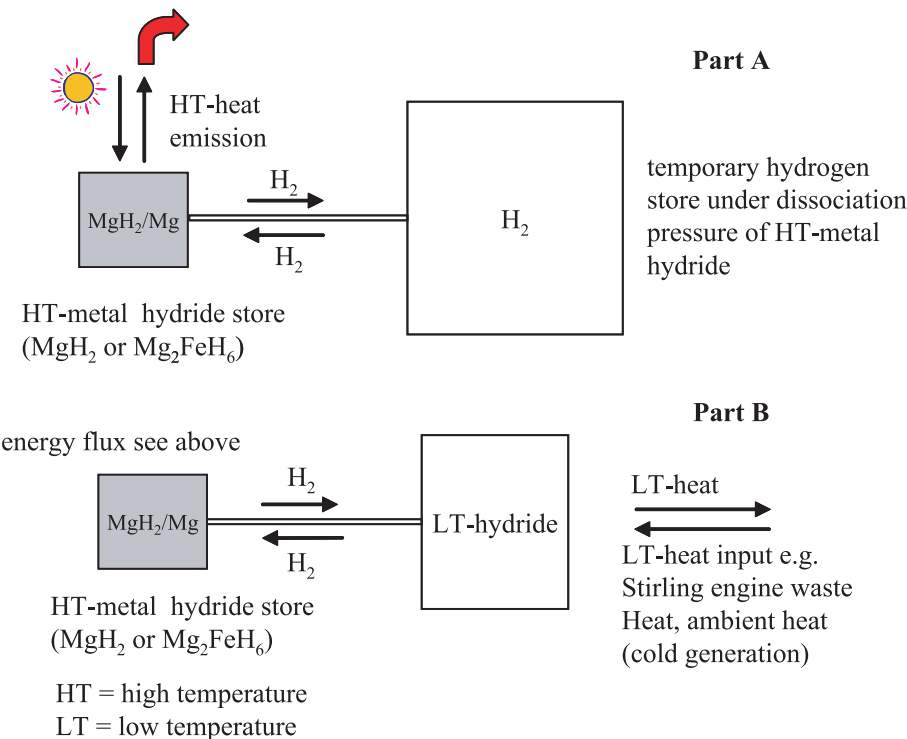 Part A
HT-heat
emission
MgH₂/Mg
H₂
H₂
H₂
temporary hydrogen
store under dissociation
pressure of HT-metal
hydride
HT-metal hydride store
(MgH₂ or Mg₂FeH₆)
Part B
energy flux see above
MgH₂/Mg
H₂
H₂
LT-hydride
LT-heat
LT-heat input e.g.
Stirling engine waste
Heat, ambient heat
(cold generation)
HT-metal hydride store
(MgH₂ or Mg₂FeH₆)
HT = high temperature
LT = low temperature